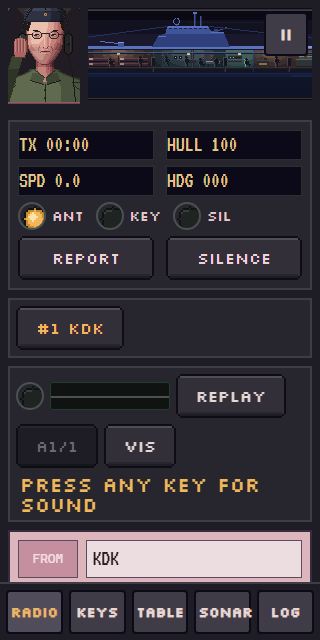 TX 00:00 HULL 100
SPD 0.0 HDG 000
ANT KEY SIL
REPORT SILENCE
#1 KDK
REPLAY
A1/1 VIS
PRESS ANY KEY FOR
SOUND
FROM KDK
RADIO KEYS TABLE SONAR LOG